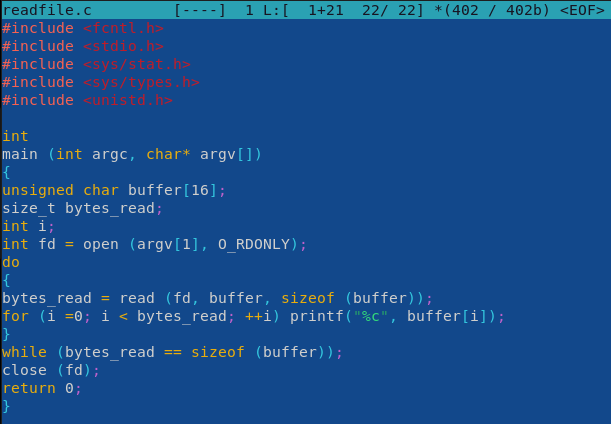 readfile.c [----] 1 L:[ 1+21 22/ 22] *(402 / 402b) <EOF>
#include <fcntl.h>
#include <stdio.h>
#include <sys/stat.h>
#include <sys/types.h>
#include <unistd.h>
int
main (int argc, char* argv[])
{
unsigned char buffer[16];
size_t bytes_read;
int i;
int fd = open (argv[1], O_RDONLY);
do
{
bytes_read = read (fd, buffer, sizeof (buffer));
for (i =0; i < bytes_read; ++i) printf("%c", buffer[i]);
}
while (bytes_read == sizeof (buffer));
close (fd);
return 0;
}